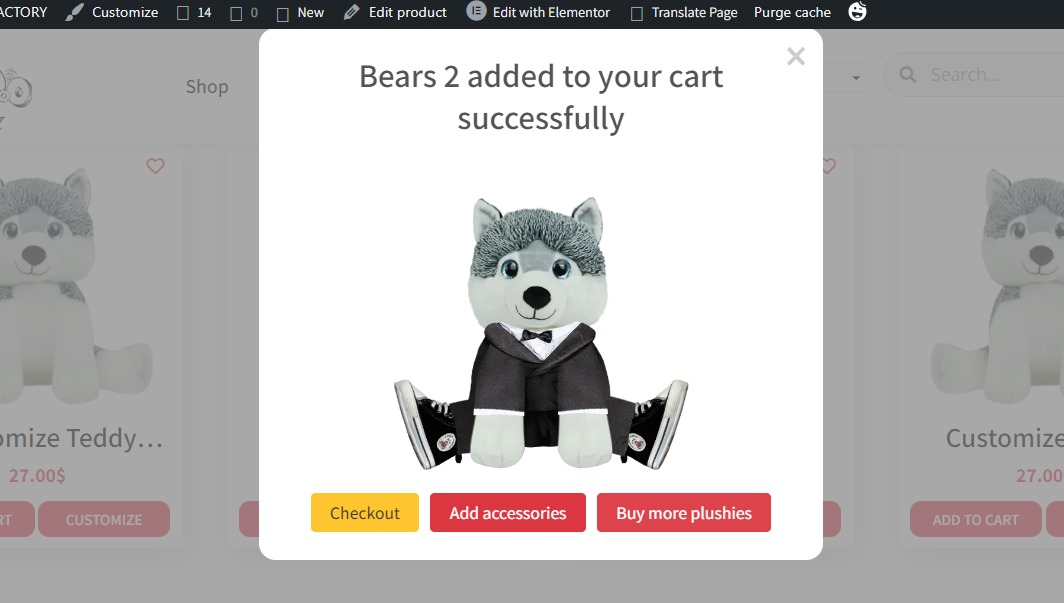 ACTORY Customize 14 0 New Edit product Edit with Elementor Translate Page Purge cache
Shop
Search...
×
Bears 2 added to your cart
successfully
omize Teddy...
27.00$
RT CUSTOMIZE
Customize
27.00
ADD TO CART
Checkout Add accessories Buy more plushies